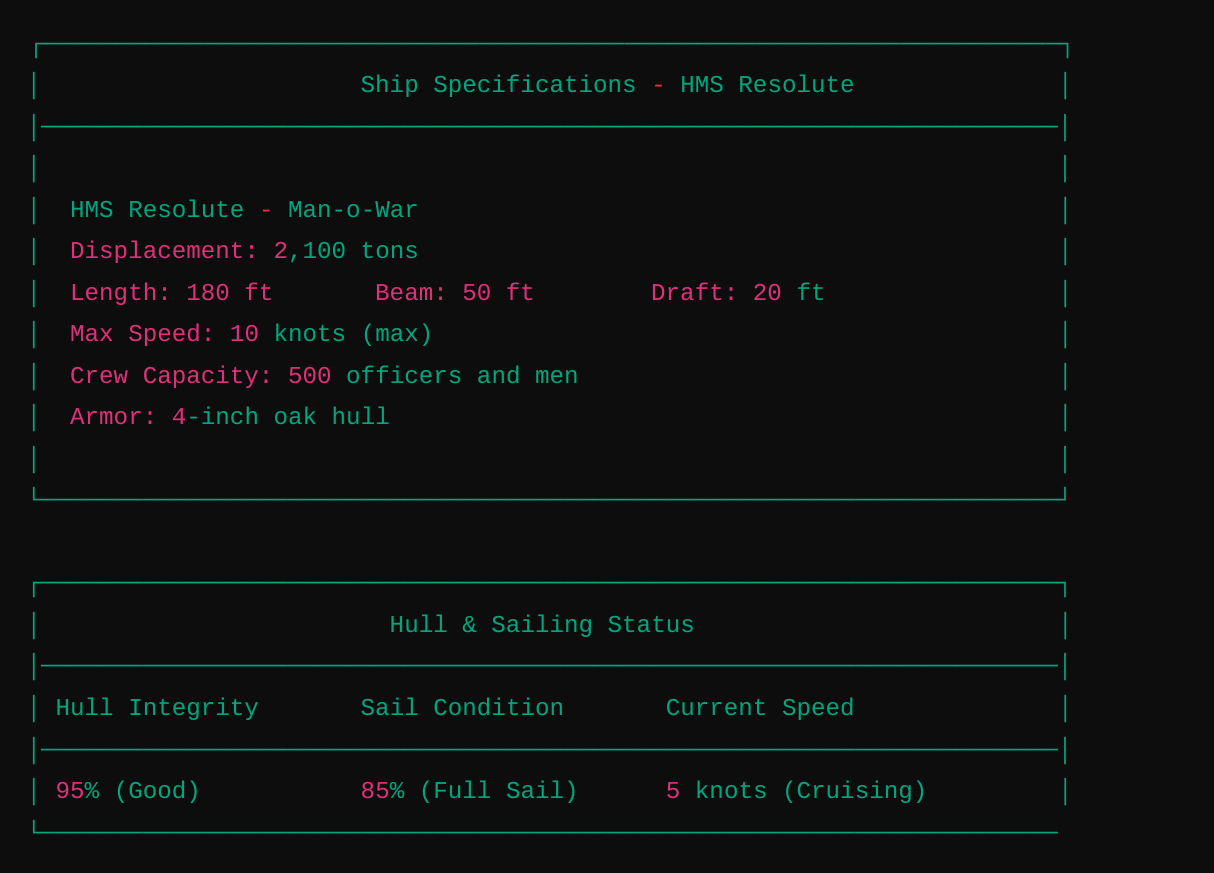 Ship Specifications - HMS Resolute
HMS Resolute - Man-o-War
Displacement: 2,100 tons
Length: 180 ft Beam: 50 ft Draft: 20 ft
Max Speed: 10 knots (max)
Crew Capacity: 500 officers and men
Armor: 4-inch oak hull
Hull & Sailing Status
Hull Integrity Sail Condition Current Speed
95% (Good) 85% (Full Sail) 5 knots (Cruising)